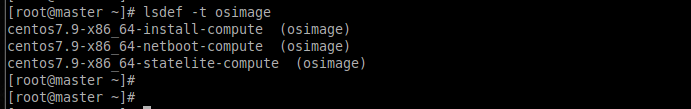 [root@master ~]# lsdef -t osimage
centos7.9-x86_64-install-compute  (osimage)
centos7.9-x86_64-netboot-compute  (osimage)
centos7.9-x86_64-statelite-compute  (osimage)
[root@master ~]#
[root@master ~]#